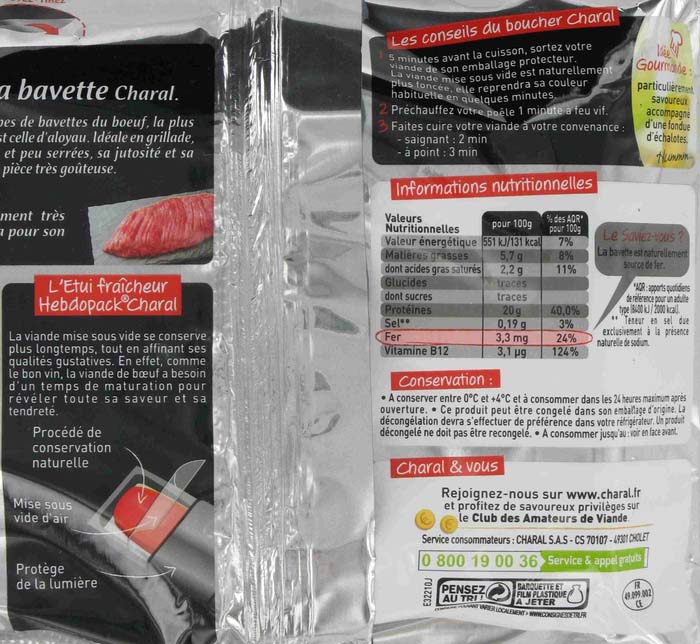 a bavette Charal.
pes de bavettes du boeuf, la plus
st celle d'aloyau. Idéale en grillade,
et peu serrées, sa jutosité et sa
pièce très goûteuse.
ment très
a pour son
L'Etui fraîcheur
Hebdopack® Charal
La viande mise sous vide se conserve
plus longtemps, tout en affinant ses
qualités gustatives. En effet, comme
le bon vin, la viande de bœuf a besoin
d'un temps de maturation pour
révéler toute sa saveur et sa
tendreté.
Procédé de
conservation
naturelle
Mise sous
vide d'air
Protège
de la lumière
Les conseils du boucher Charal
1 5 minutes avant la cuisson, sortez votre
viande de son emballage protecteur.
La viande mise sous vide est naturellement
plus foncée, elle reprendra sa couleur
habituelle en quelques minutes.
2 Préchauffez votre poêle 1 minute à feu vif.
3 Faites cuire votre viande à votre convenance :
- saignant : 2 min
- à point : 3 min
Idée
Gourmande :
particulièrement
savoureux
accompagné
d'une fondue
d'échalotes.
Hummm
Informations nutritionnelles
Valeurs
Nutritionnelles pour 100g % des AQR* pour 100g
Valeur énergétique 551 kJ/131 kcal 7%
Matières grasses 5,7 g 8%
dont acides gras saturés 2,2 g 11%
Glucides traces
dont sucres traces
Protéines 20 g 40,0%
Sel** 0,19 g 3%
Fer 3,3 mg 24%
Vitamine B12 3,1 µg 124%
Le Saviez-vous ?
La bavette est naturellement
source de fer.
*AQR : apports quotidiens
de référence pour un adulte
type (8400 kJ / 2000 kcal).
** Teneur en sel due
exclusivement à la présence
naturelle de sodium.
Conservation :
• A conserver entre 0°C et +4°C et à consommer dans les 24 heures maximum après
ouverture. • Ce produit peut être congelé dans son emballage d'origine. La
décongélation devra s'effectuer de préférence dans votre réfrigérateur. Un produit
décongelé ne doit pas être recongelé. • A consommer jusqu'au : voir en face avant.
Charal & vous
Rejoignez-nous sur www.charal.fr
et profitez de savoureux privilèges sur
le Club des Amateurs de Viande.
Service consommateurs : CHARAL S.A.S - CS 70107 - 49301 CHOLET
0 800 19 00 36 Service & appel gratuits
E32210J
PENSEZ
AU TRI !
BARQUETTE ET
FILM PLASTIQUE
À JETER
VARIER LOCALEMENT > WWW.CONSIGNESDETRI.FR
FR
49.099.002
CE